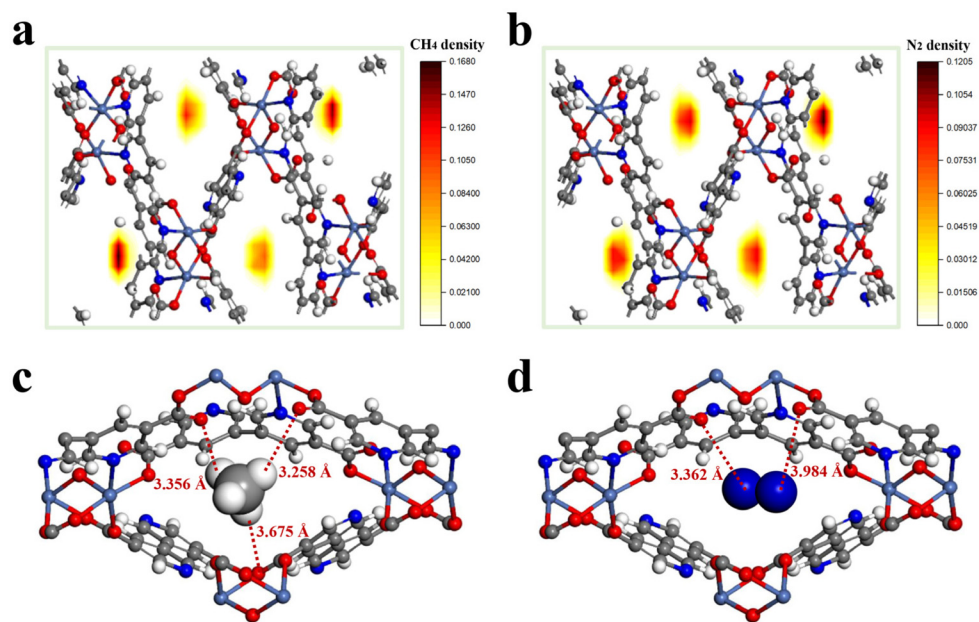 a
CH4 density
0.1680
0.1470
0.1260
0.1050
0.08400
0.06300
0.04200
0.02100
0.000
b
N2 density
0.1205
0.1054
0.09037
0.07531
0.06025
0.04519
0.03012
0.01506
0.000
c
3.356 Å
3.258 Å
3.675 Å
d
3.362 Å
3.984 Å